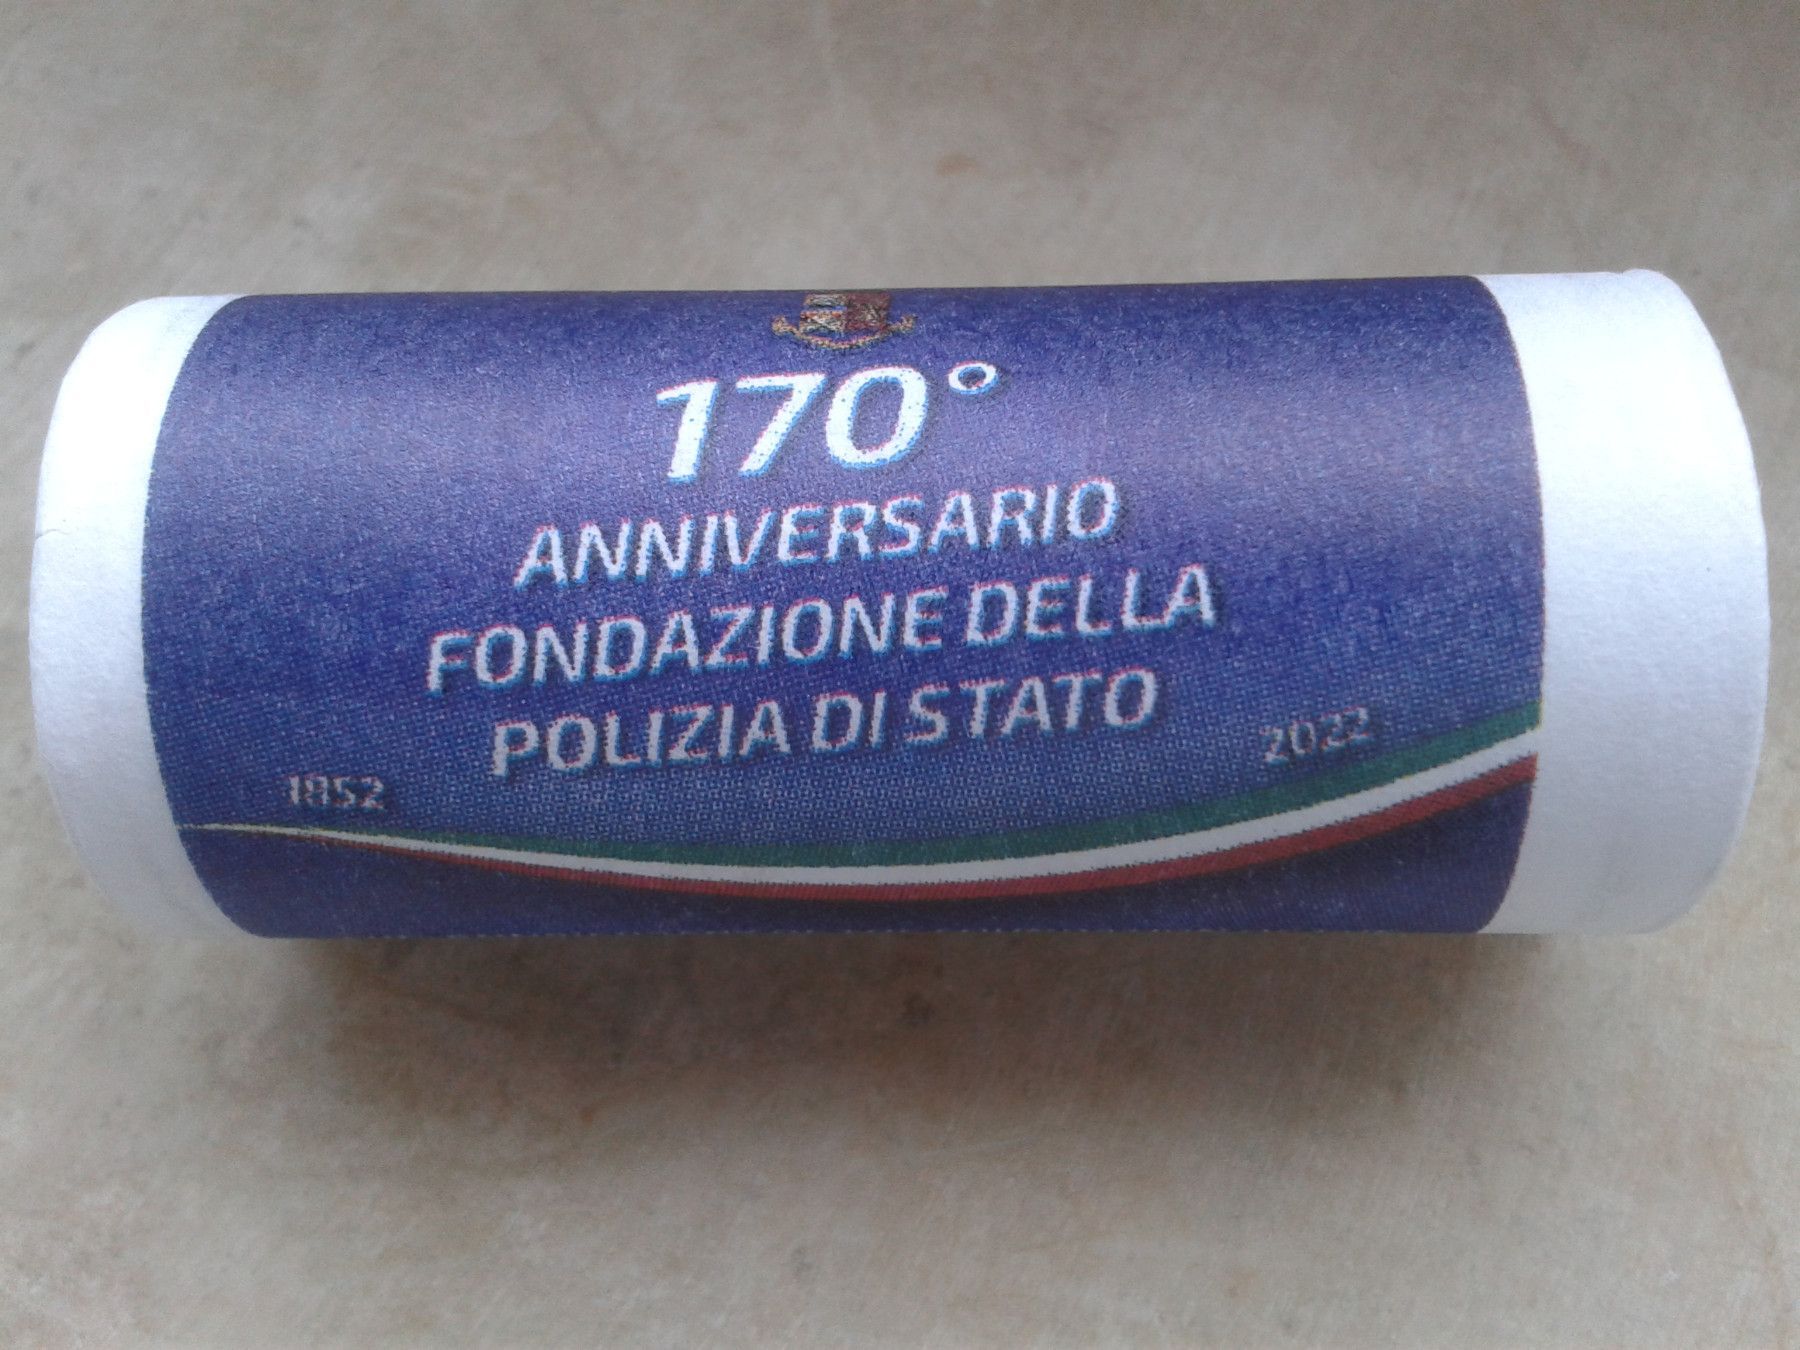 170°
ANNIVERSARIO
FONDAZIONE DELLA
POLIZIA DI STATO
1852
2022